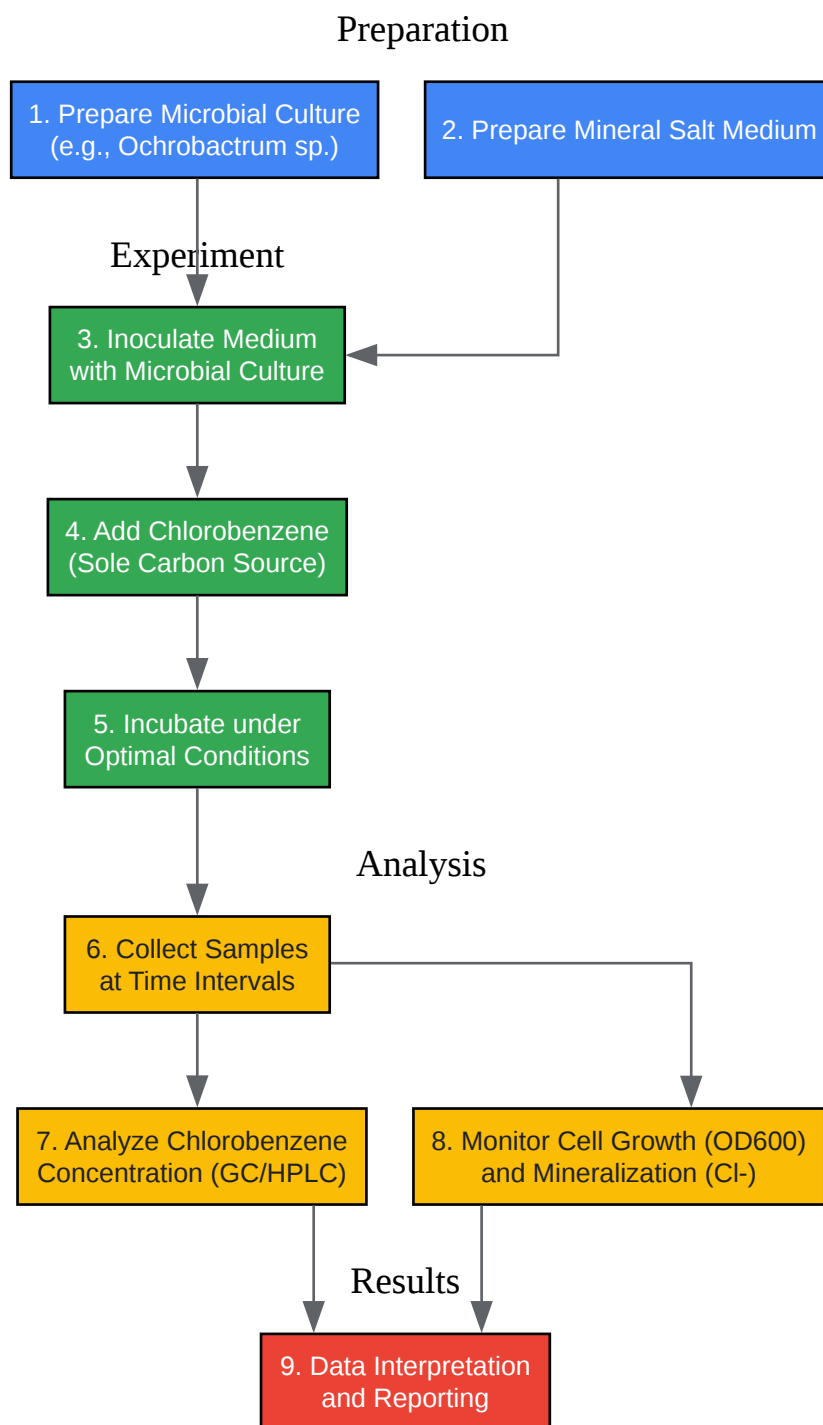 Preparation
1. Prepare Microbial Culture
(e.g., Ochrobactrum sp.)
2. Prepare Mineral Salt Medium
Experiment
3. Inoculate Medium
with Microbial Culture
4. Add Chlorobenzene
(Sole Carbon Source)
5. Incubate under
Optimal Conditions
Analysis
6. Collect Samples
at Time Intervals
7. Analyze Chlorobenzene
Concentration (GC/HPLC)
8. Monitor Cell Growth (OD600)
and Mineralization (Cl-)
Results
9. Data Interpretation
and Reporting